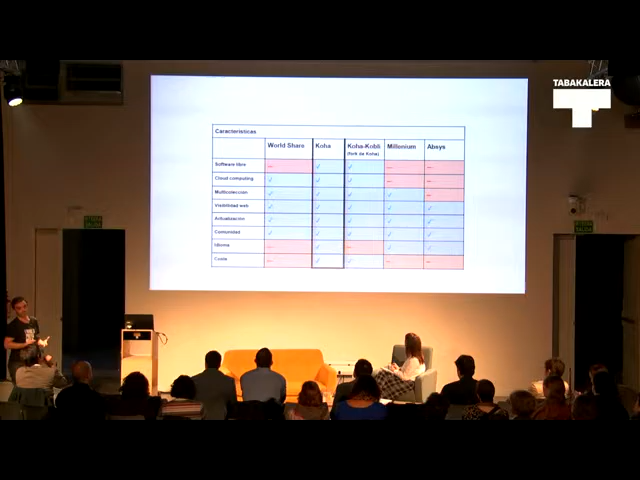 TABAKALERA
Características
World Share Koha Koha-Kobli Millenium Absys
(fork de Koha)
Software libre
Cloud computing
Multicolección
Visibilidad web
Actualización
Comunidad
Idioma
Coste